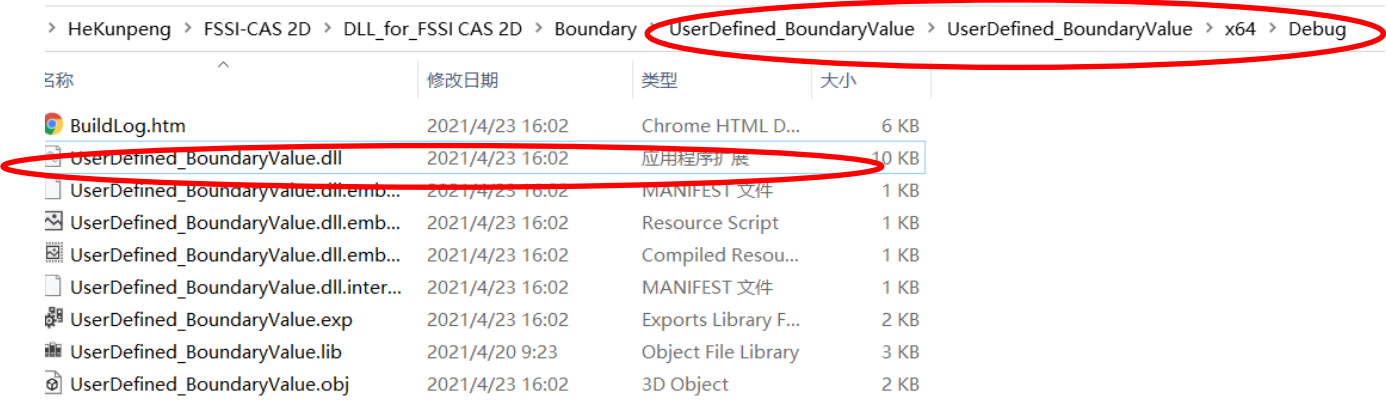 HeKunpeng > FSSI-CAS 2D > DLL_for_FSSI CAS 2D > Boundary > UserDefined_BoundaryValue > UserDefined_BoundaryValue > x64 > Debug
名称 修改日期 类型 大小
BuildLog.htm 2021/4/23 16:02 Chrome HTML D... 6 KB
UserDefined_BoundaryValue.dll 2021/4/23 16:02 应用程序扩展 10 KB
UserDefined_BoundaryValue.dll.emb... 2021/4/23 16:02 MANIFEST 文件 1 KB
UserDefined_BoundaryValue.dll.emb... 2021/4/23 16:02 Resource Script 1 KB
UserDefined_BoundaryValue.dll.emb... 2021/4/23 16:02 Compiled Resou... 1 KB
UserDefined_BoundaryValue.dll.inter... 2021/4/23 16:02 MANIFEST 文件 1 KB
UserDefined_BoundaryValue.exp 2021/4/23 16:02 Exports Library F... 2 KB
UserDefined_BoundaryValue.lib 2021/4/20 9:23 Object File Library 3 KB
UserDefined_BoundaryValue.obj 2021/4/23 16:02 3D Object 2 KB